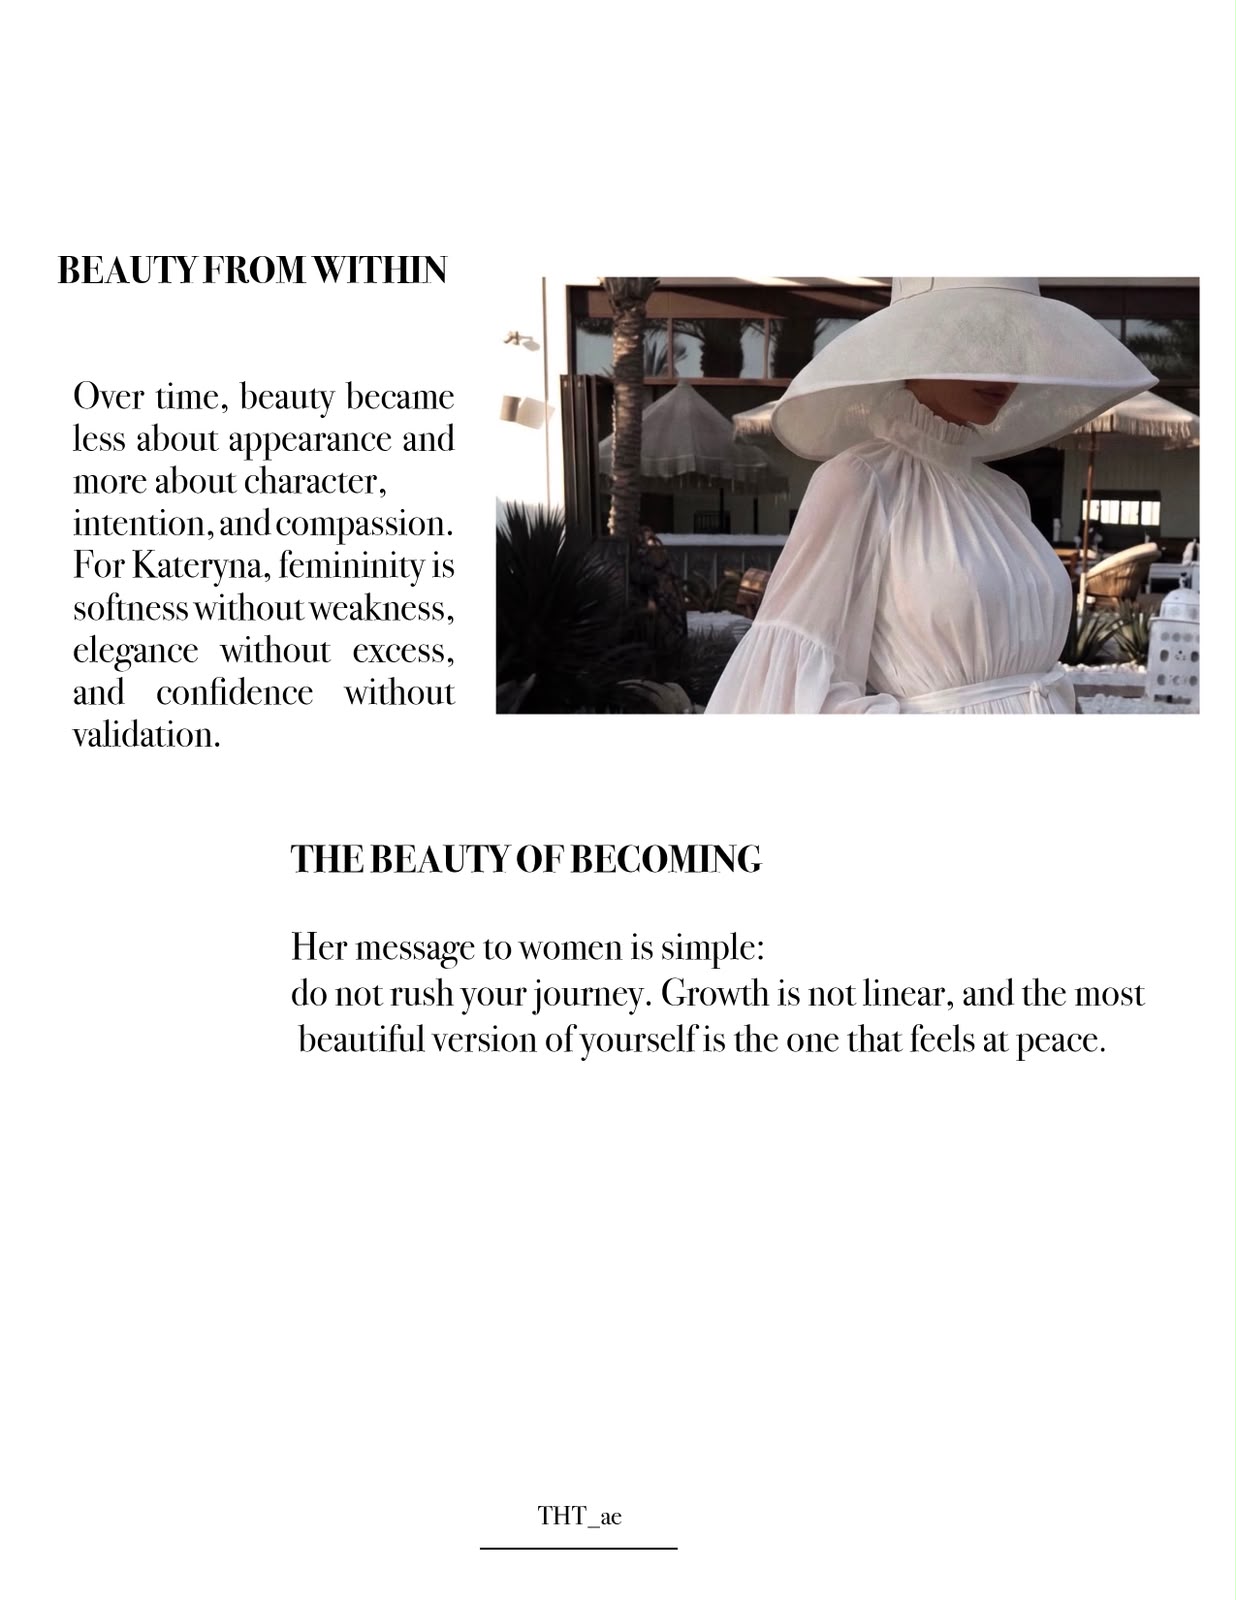 BEAUTY FROM WITHIN
Over time, beauty became
less about appearance and
more about character,
intention, and compassion.
For Kateryna, femininity is
softness without weakness,
elegance without excess,
and confidence without
validation.
THE BEAUTY OF BECOMING
Her message to women is simple:
do not rush your journey. Growth is not linear, and the most
beautiful version of yourself is the one that feels at peace.
THT_ae